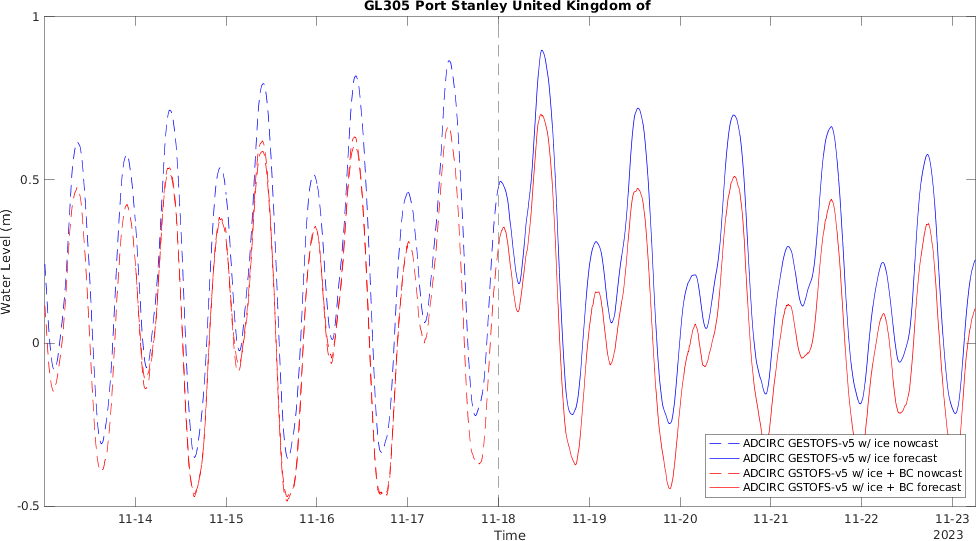 GL305 Port Stanley United Kingdom of
1
0.5
0
-0.5
Water Level (m)
11-14 11-15 11-16 11-17 11-18 11-19 11-20 11-21 11-22 11-23
Time
2023
ADCIRC GESTOFS-v5 w/ ice nowcast
ADCIRC GESTOFS-v5 w/ ice forecast
ADCIRC GSTOFS-v5 w/ ice + BC nowcast
ADCIRC GSTOFS-v5 w/ ice + BC forecast